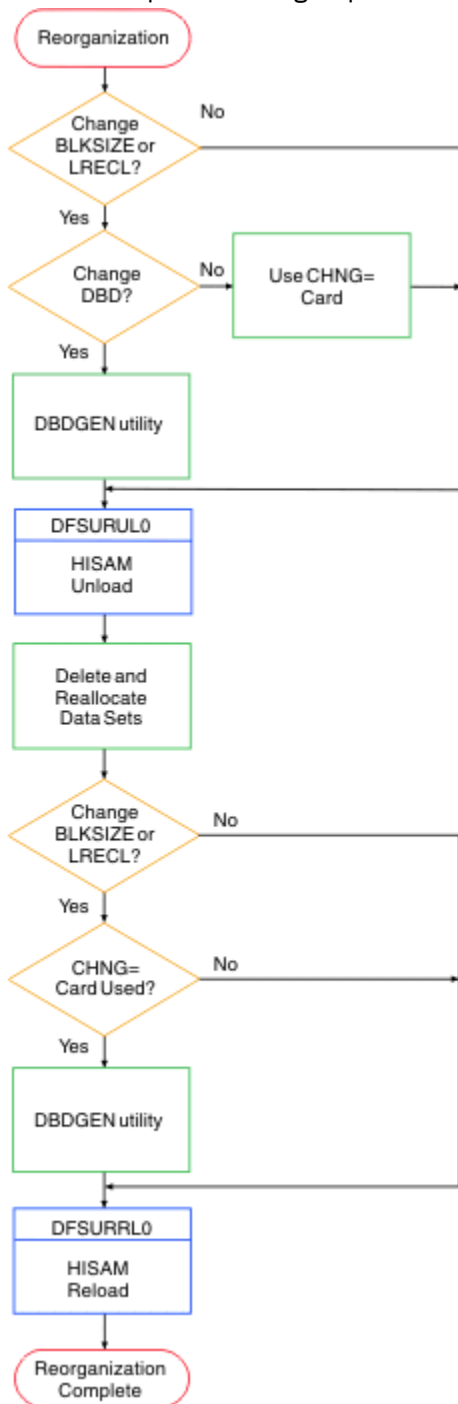 Reorganization
Change
BLKSIZE or
LRECL?
No
Yes
Change
DBD?
No
Use CHNG=
Card
Yes
DBDGEN utility
DFSURUL0
HISAM
Unload
Delete and
Reallocate
Data Sets
Change
BLKSIZE or
LRECL?
No
Yes
CHNG=
Card Used?
No
Yes
DBDGEN utility
DFSURRL0
HISAM
Reload
Reorganization
Complete